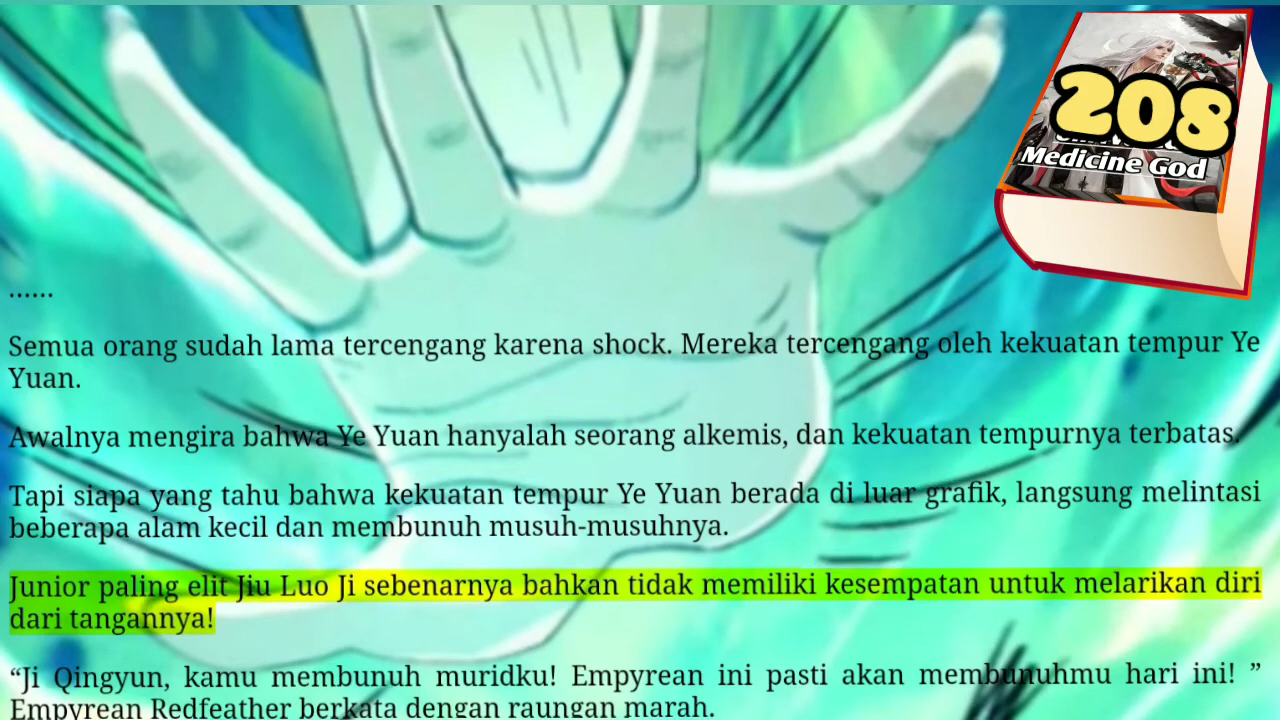 208
Medicine God
......
Semua orang sudah lama tercengang karena shock. Mereka tercengang oleh kekuatan tempur Ye
Yuan.
Awalnya mengira bahwa Ye Yuan hanyalah seorang alkemis, dan kekuatan tempurnya terbatas.
Tapi siapa yang tahu bahwa kekuatan tempur Ye Yuan berada di luar grafik, langsung melintasi
beberapa alam kecil dan membunuh musuh-musuhnya.
Junior paling elit Jiu Luo Ji sebenarnya bahkan tidak memiliki kesempatan untuk melarikan diri
dari tangannya!
“Ji Qingyun, kamu membunuh muridku! Empyrean ini pasti akan membunuhmu hari ini! ”
Empyrean Redfeather berkata dengan raungan marah.